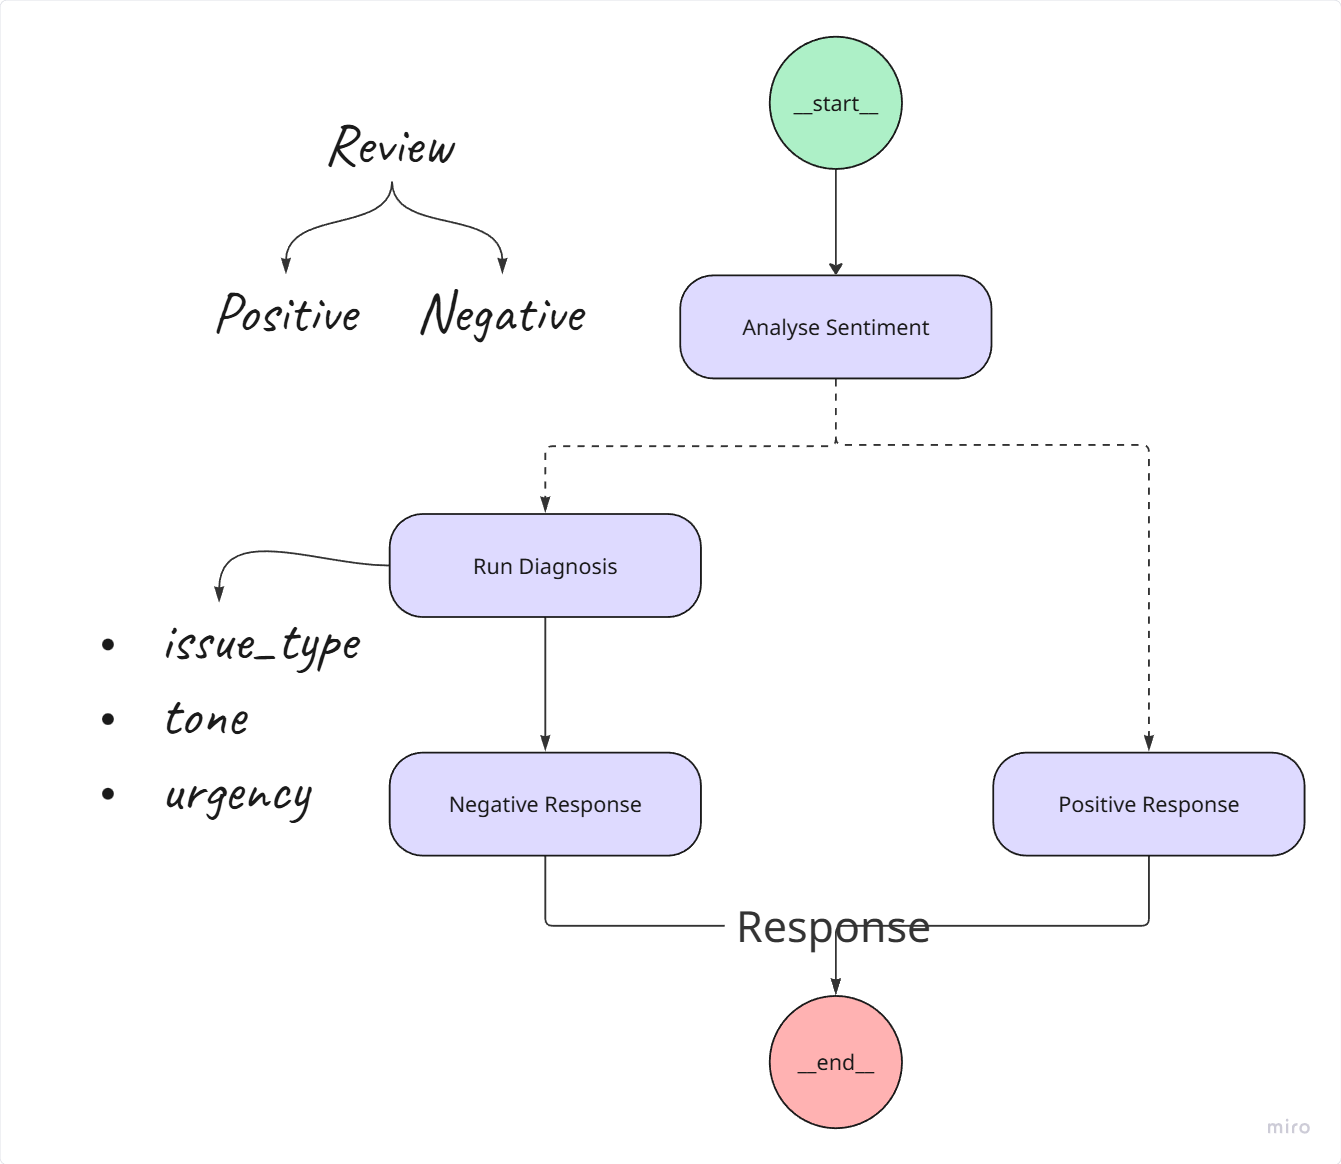 __start__
Review
Positive
Negative
Analyse Sentiment
Run Diagnosis
• issue_type
• tone
• urgency
Negative Response
Positive Response
Response
__end__
miro